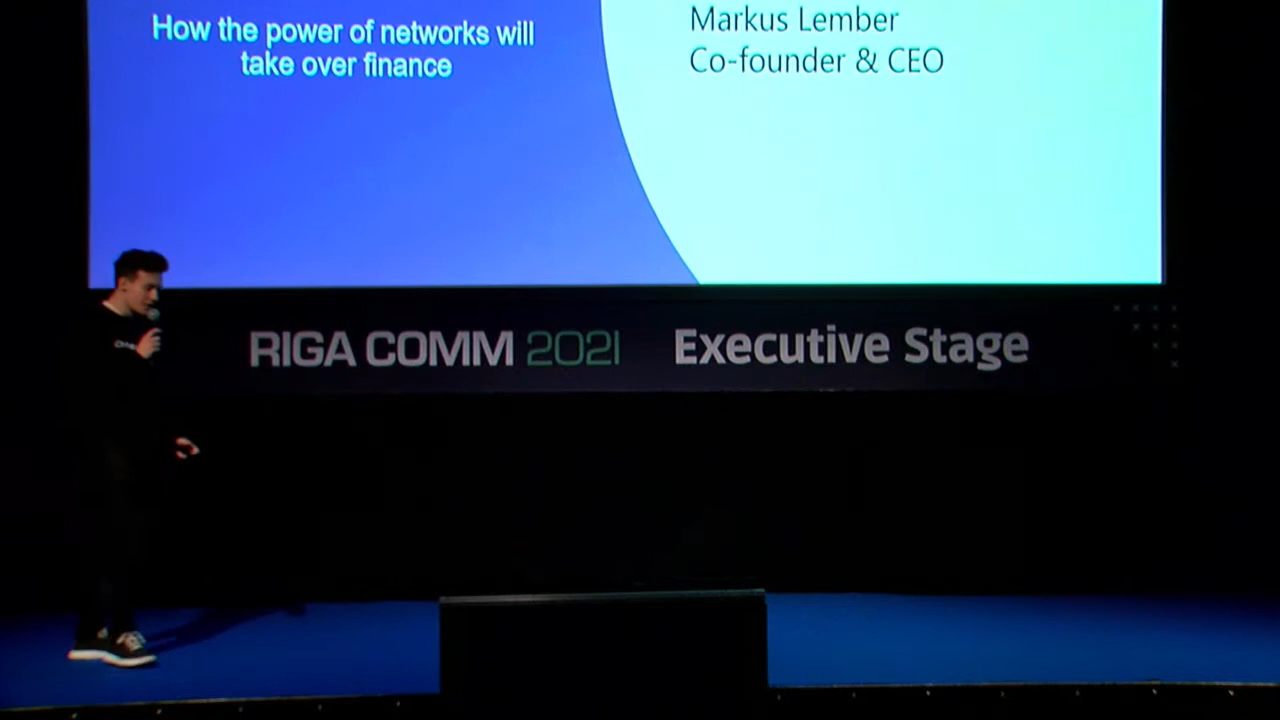 How the power of networks will
take over finance
Markus Lember
Co-founder & CEO
RIGA COMM 2021 Executive Stage